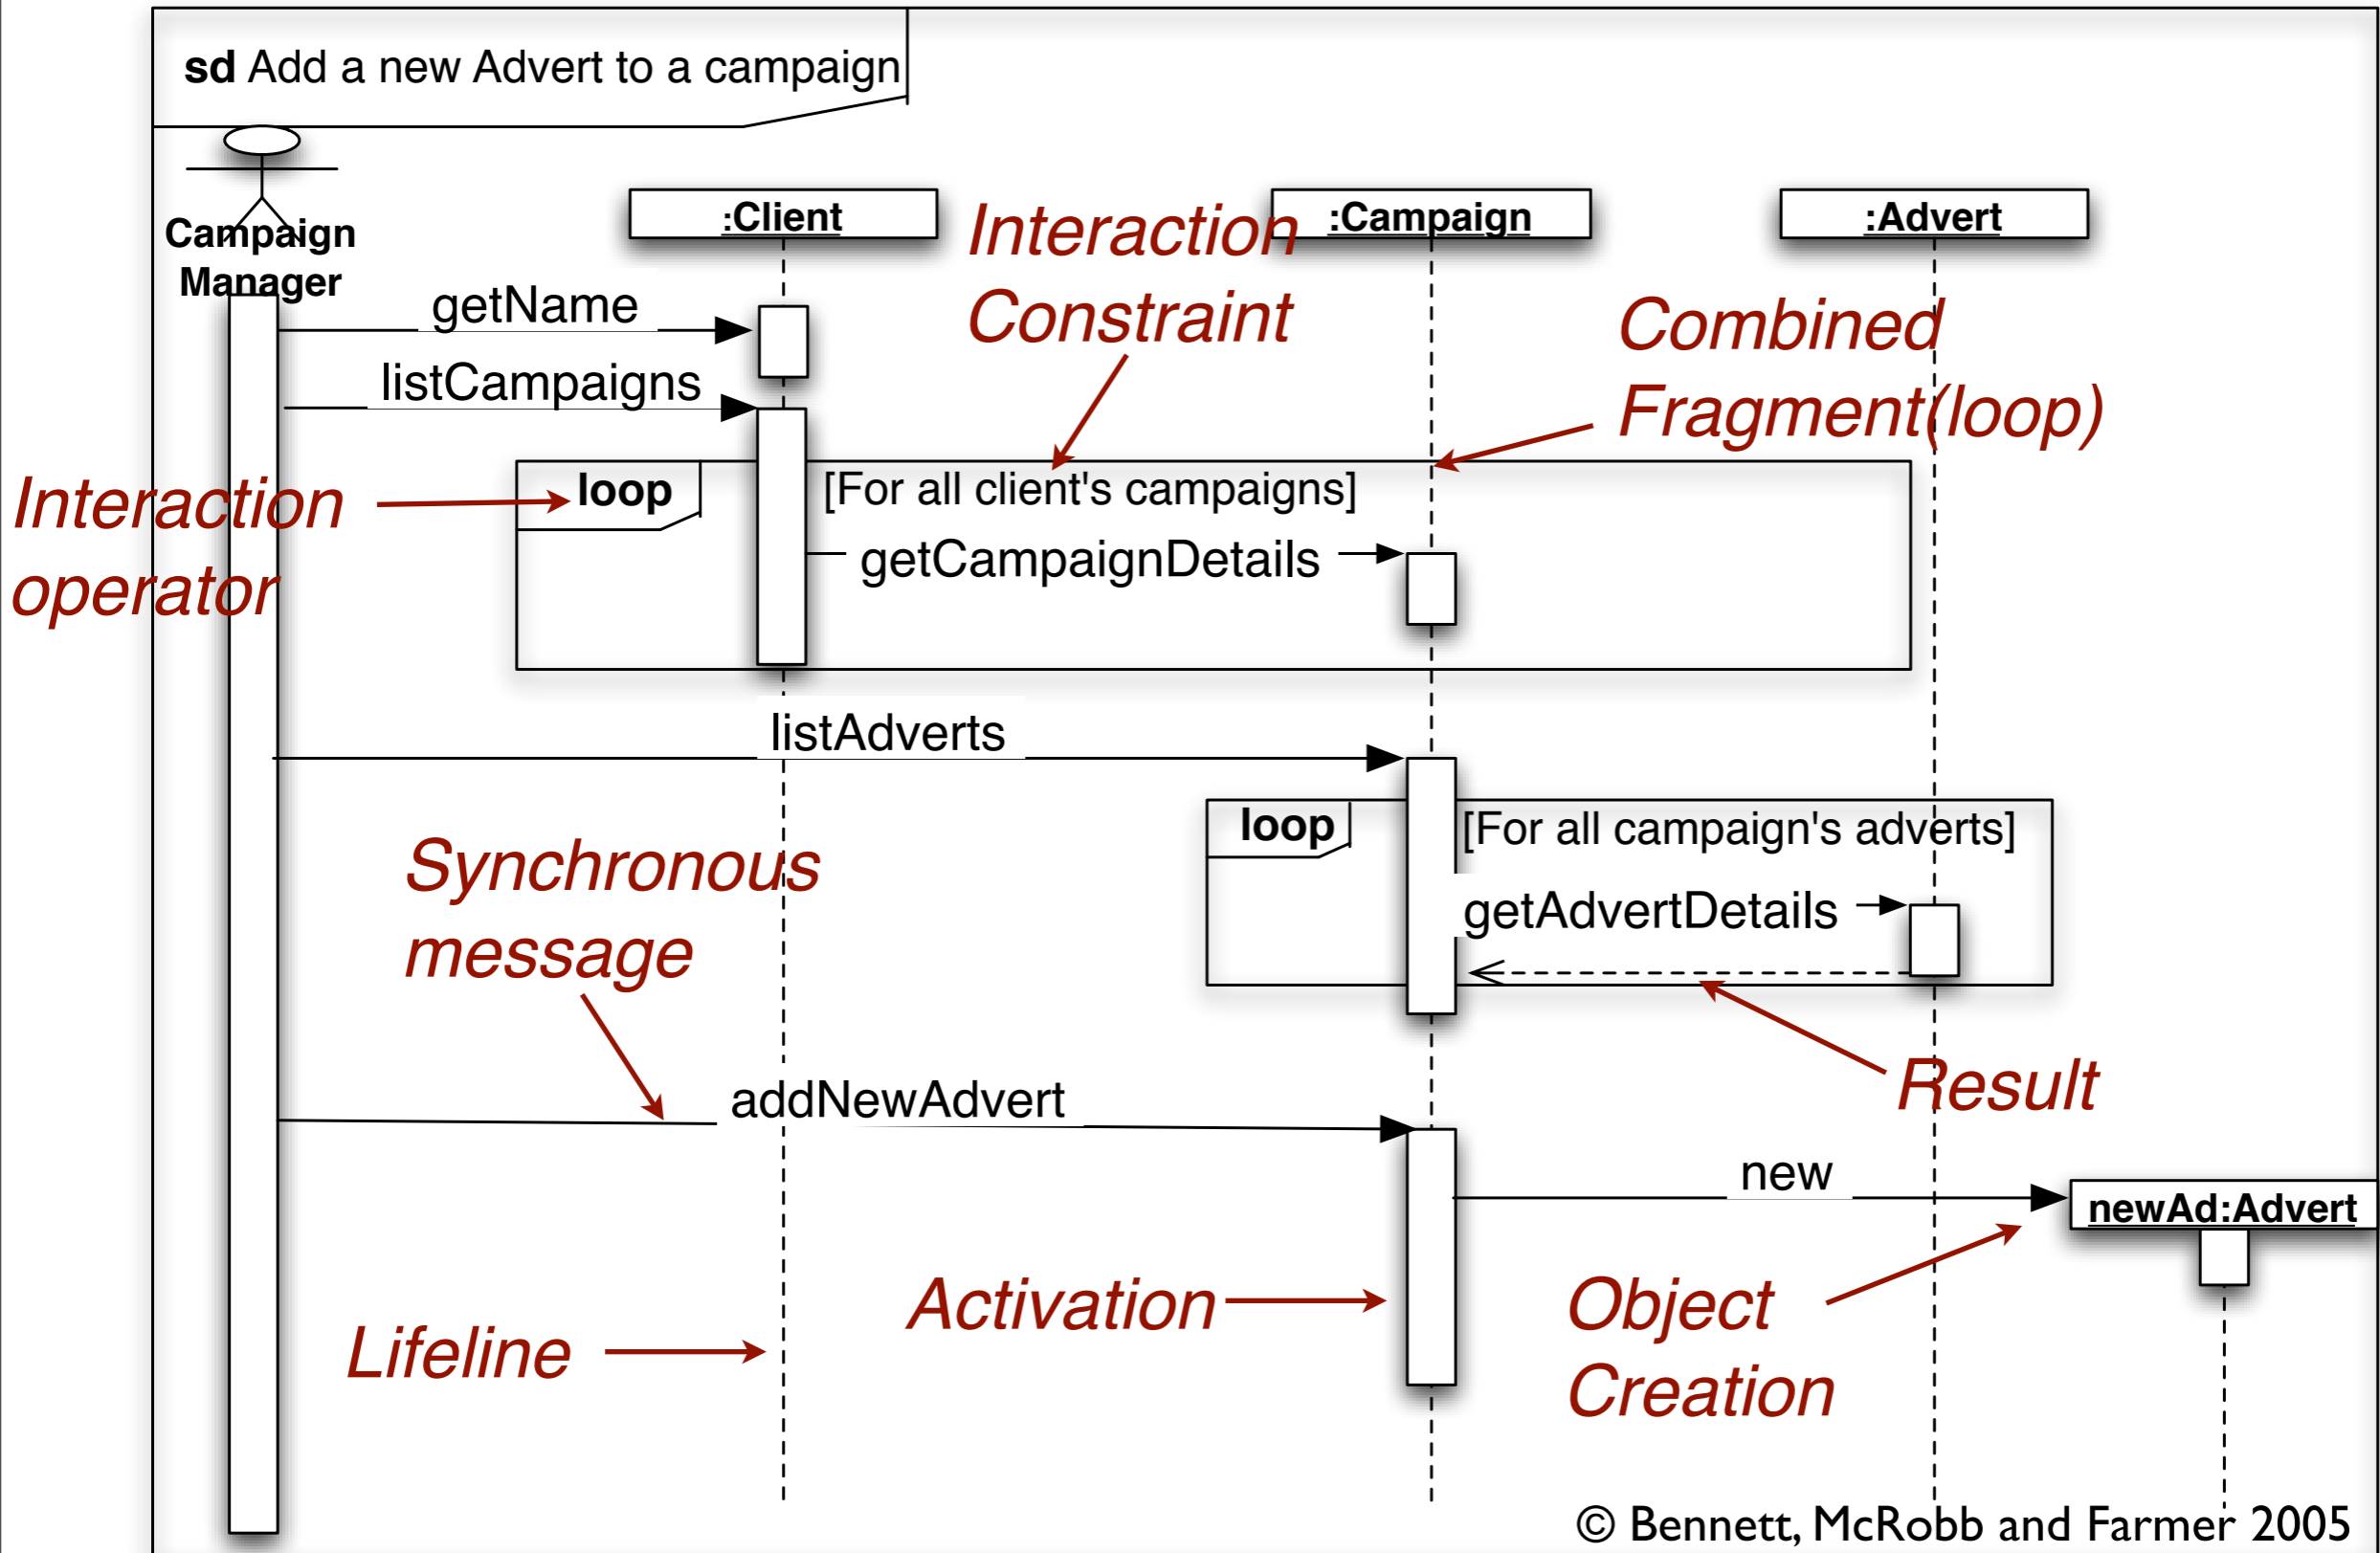 sd Add a new Advert to a campaign
Campaign
Manager
:Client
:Campaign
:Advert
Interaction
Constraint
Combined
Fragment(loop)
getName
listCampaigns
Interaction
operator
loop
[For all client's campaigns]
getCampaignDetails
listAdverts
loop
[For all campaign's adverts]
getAdvertDetails
Synchronous
message
Result
addNewAdvert
new
newAd:Advert
Activation
Object
Creation
Lifeline
© Bennett, McRobb and Farmer 2005